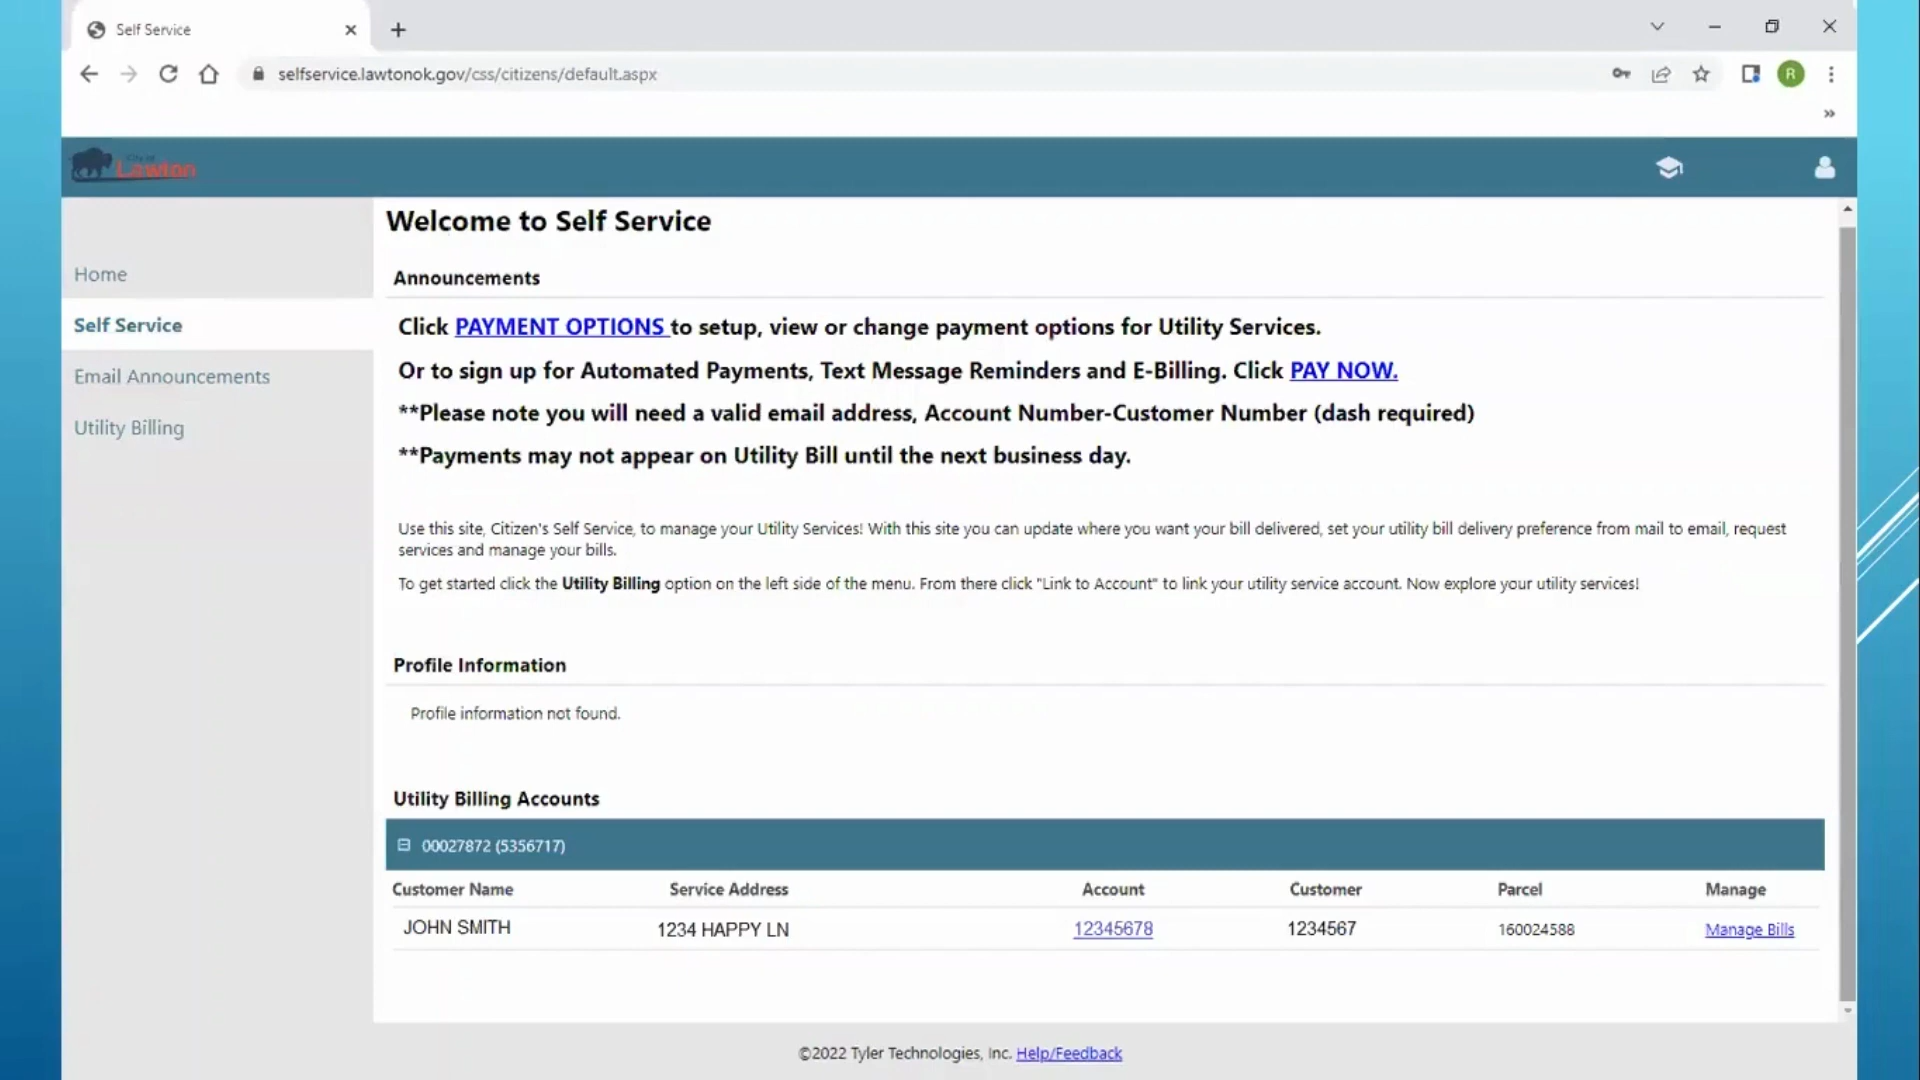 Self Service
selfservice.lawtonok.gov/css/citizens/default.aspx
R
City of
Lawton
Welcome to Self Service
Home
Self Service
Email Announcements
Utility Billing
Announcements
Click PAYMENT OPTIONS to setup, view or change payment options for Utility Services.
Or to sign up for Automated Payments, Text Message Reminders and E-Billing. Click PAY NOW.
**Please note you will need a valid email address, Account Number-Customer Number (dash required)
**Payments may not appear on Utility Bill until the next business day.
Use this site, Citizen's Self Service, to manage your Utility Services! With this site you can update where you want your bill delivered, set your utility bill delivery preference from mail to email, request
services and manage your bills.
To get started click the Utility Billing option on the left side of the menu. From there click "Link to Account" to link your utility service account. Now explore your utility services!
Profile Information
Profile information not found.
Utility Billing Accounts
00027872 (5356717)
Customer Name Service Address Account Customer Parcel Manage
JOHN SMITH 1234 HAPPY LN 12345678 1234567 160024588 Manage Bills
©2022 Tyler Technologies, Inc. Help/Feedback